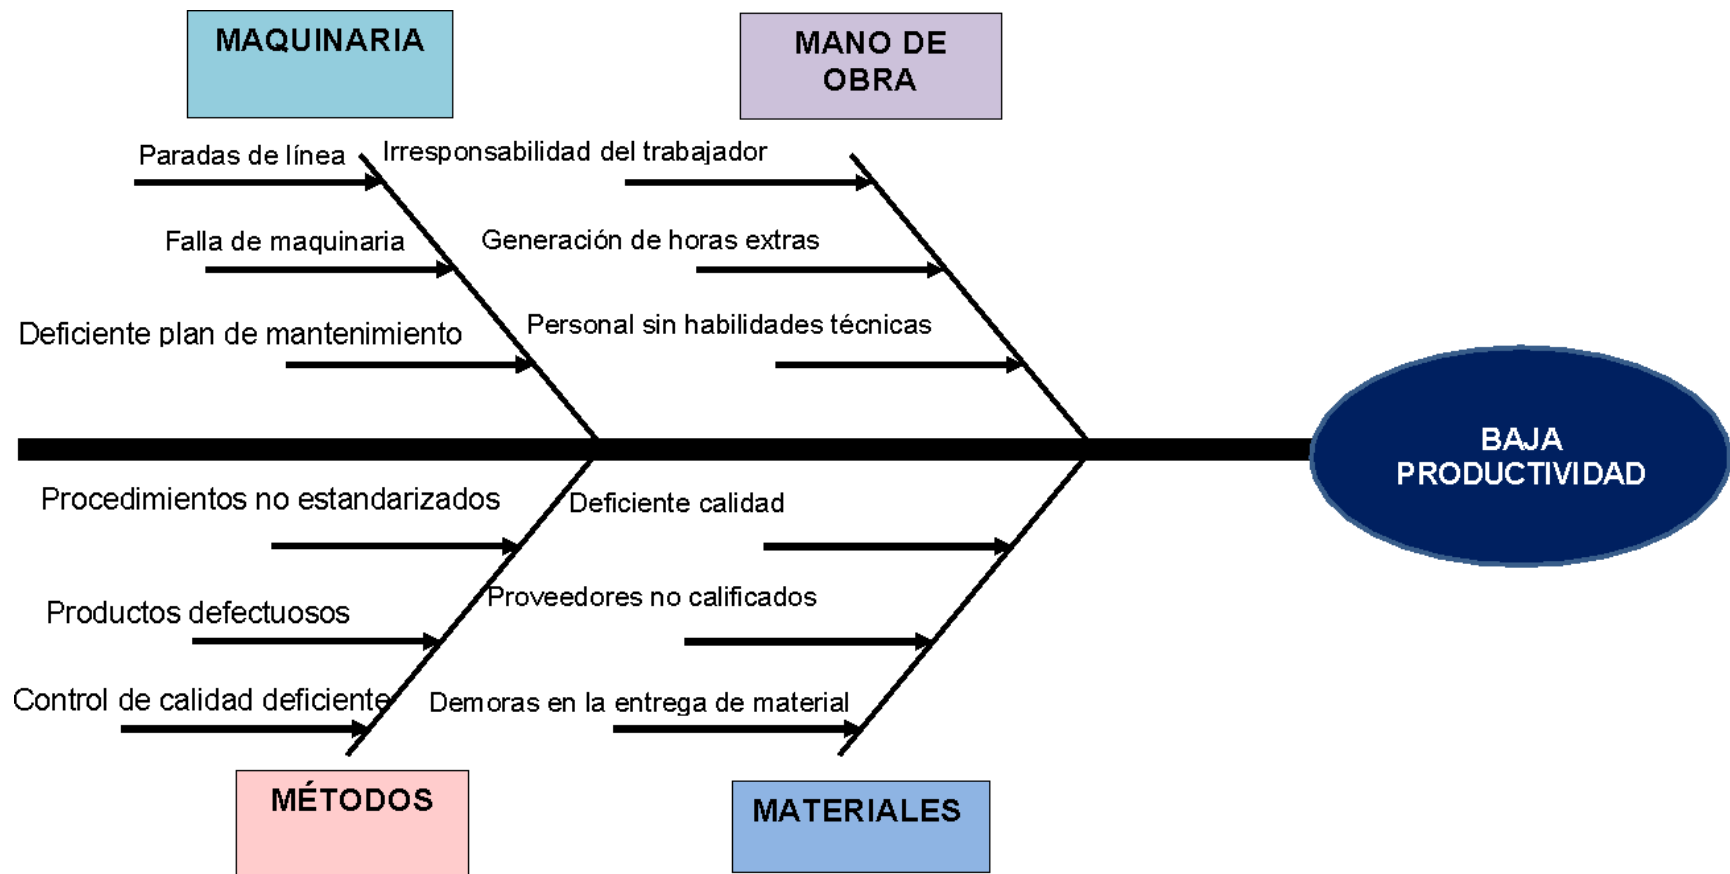 MAQUINARIA
MANO DE
OBRA
Paradas de línea
Irresponsabilidad del trabajador
Falla de maquinaria
Generación de horas extras
Deficiente plan de mantenimiento
Personal sin habilidades técnicas
BAJA
PRODUCTIVIDAD
Procedimientos no estandarizados
Deficiente calidad
Productos defectuosos
Proveedores no calificados
Control de calidad deficiente
Demoras en la entrega de material
MÉTODOS
MATERIALES